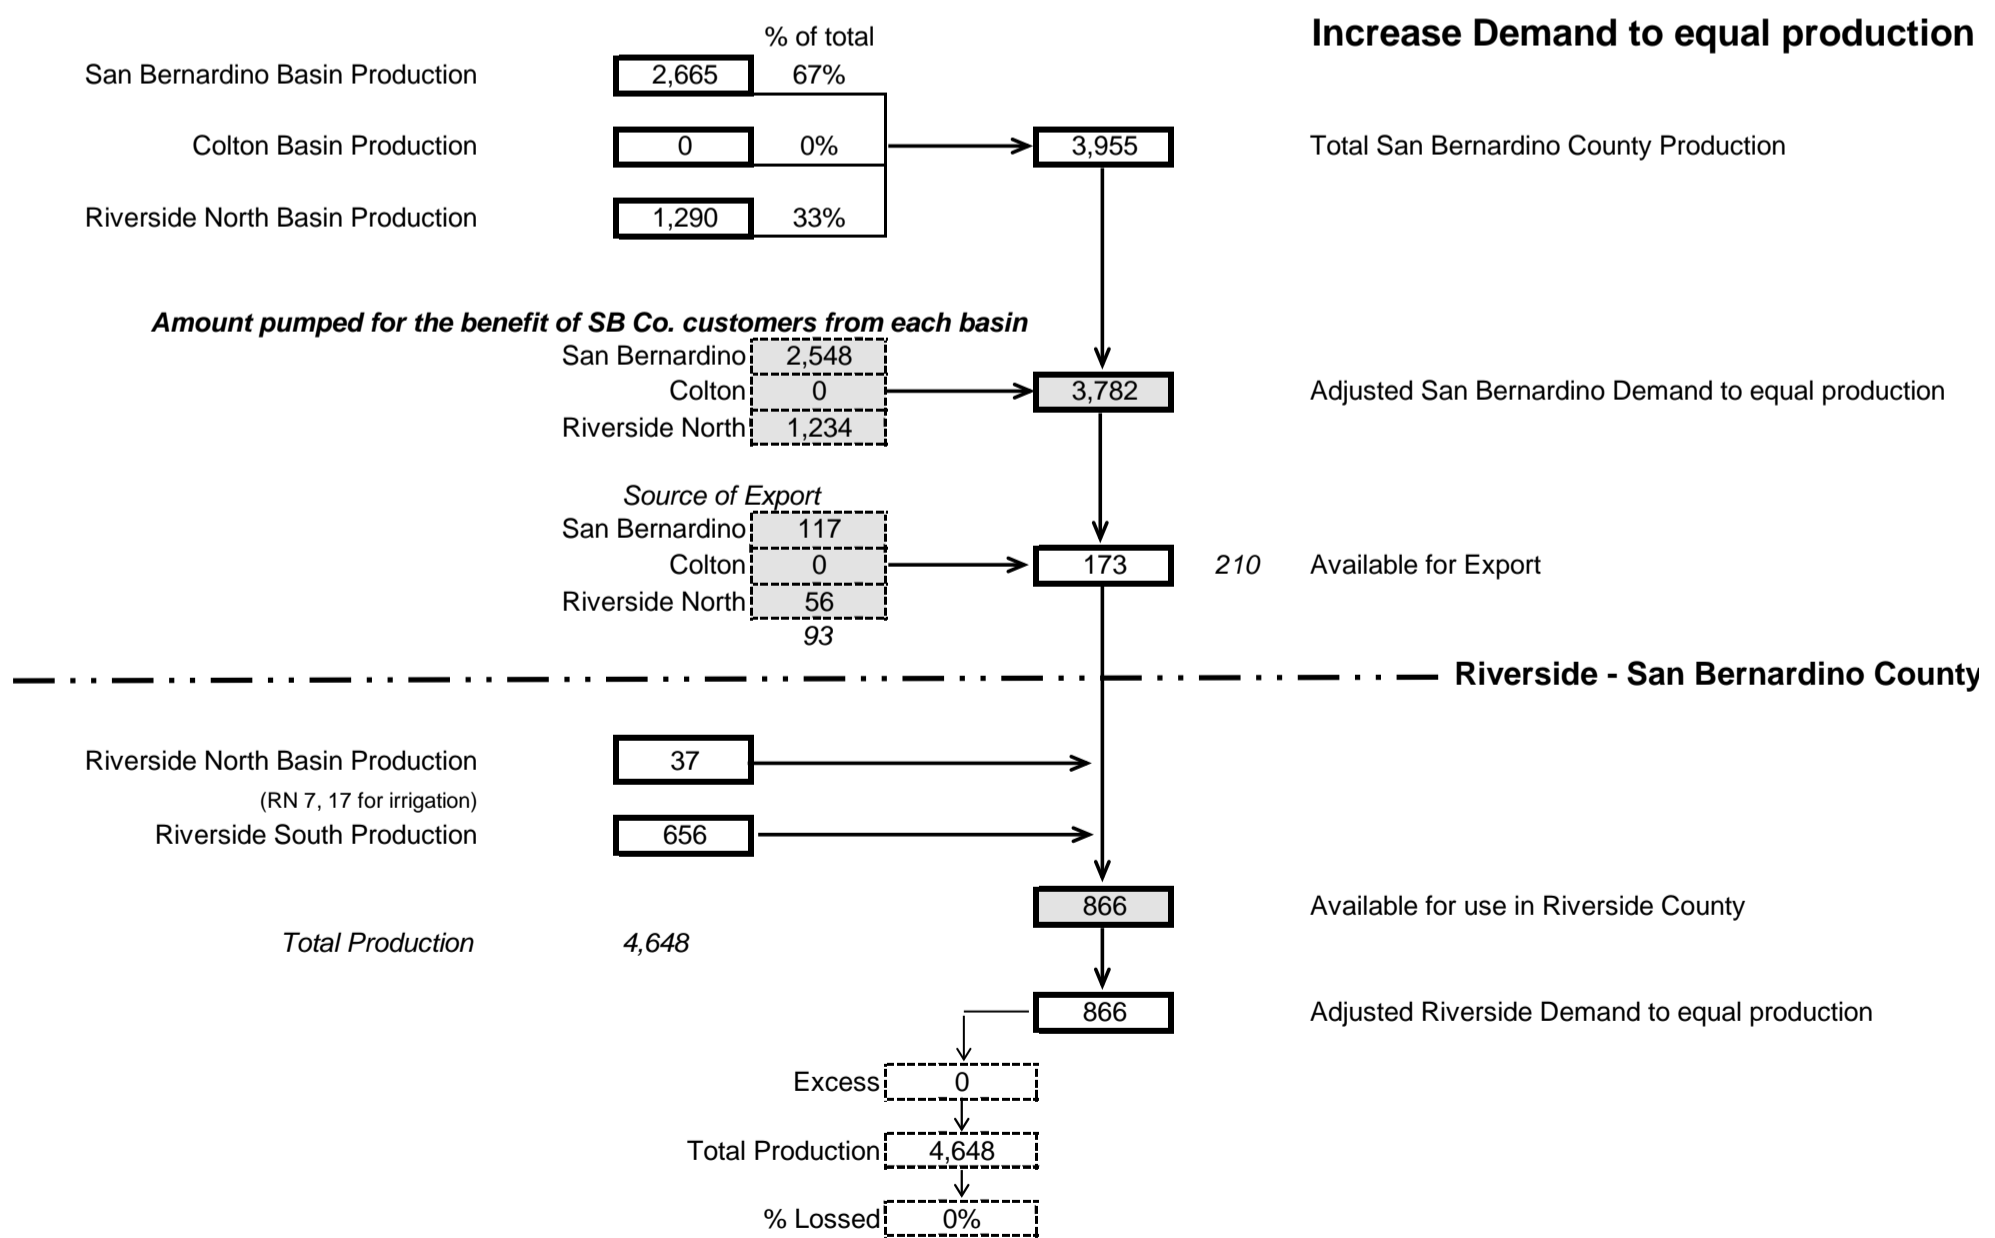 % of total
Increase Demand to equal production
San Bernardino Basin Production 2,665 67%
Colton Basin Production 0 0% 3,955 Total San Bernardino County Production
Riverside North Basin Production 1,290 33%
Amount pumped for the benefit of SB Co. customers from each basin
San Bernardino 2,548
Colton 0 3,782 Adjusted San Bernardino Demand to equal production
Riverside North 1,234
Source of Export
San Bernardino 117
Colton 0 173 210 Available for Export
Riverside North 56
93
Riverside - San Bernardino County
Riverside North Basin Production 37
(RN 7, 17 for irrigation)
Riverside South Production 656
866 Available for use in Riverside County
Total Production 4,648
866 Adjusted Riverside Demand to equal production
Excess 0
Total Production 4,648
% Lossed 0%